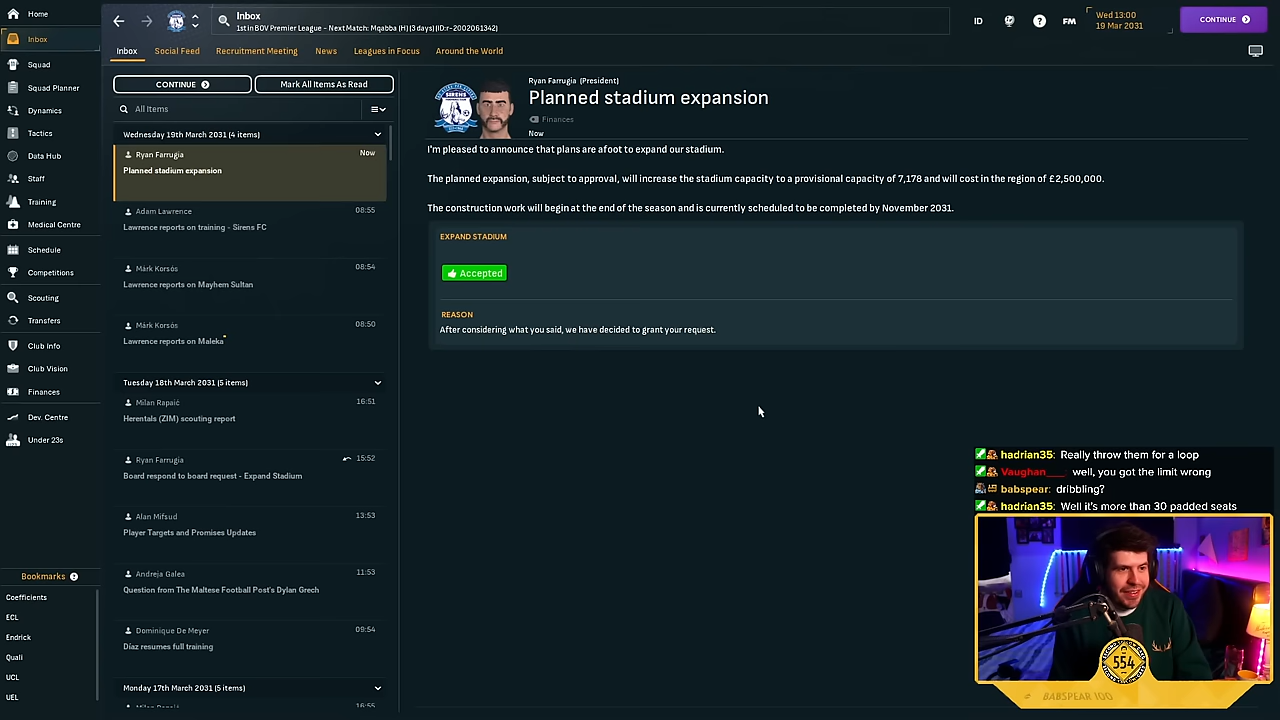 Home
Inbox
Squad
Squad Planner
Dynamics
Tactics
Data Hub
Staff
Training
Medical Centre
Schedule
Competitions
Scouting
Transfers
Club Info
Club Vision
Finances
Dev. Centre
Under 23s
Bookmarks
Coefficients
ECL
Endrick
Quali
UCL
UEL
Inbox
1st in BOV Premier League - Next Match: Mqabba (H) (3 days) (ID:r-2002061342)
ID
?
FM
Wed 13:00
19 Mar 2031
CONTINUE
Inbox
Social Feed
Recruitment Meeting
News
Leagues in Focus
Around the World
CONTINUE
Mark All Items As Read
All Items
Wednesday 19th March 2031 (4 items)
Ryan Farrugia Now
Planned stadium expansion
Adam Lawrence 08:55
Lawrence reports on training - Sirens FC
Márk Korsós 08:54
Lawrence reports on Mayhem Sultan
Márk Korsós 08:50
Lawrence reports on Maleka
Tuesday 18th March 2031 (5 items)
Milan Rapaić 16:51
Herentals (ZIM) scouting report
Ryan Farrugia 15:52
Board respond to board request - Expand Stadium
Alan Mifsud 13:53
Player Targets and Promises Updates
Andreja Galea 11:53
Question from The Maltese Football Post's Dylan Grech
Dominique De Meyer 09:54
Díaz resumes full training
Monday 17th March 2031 (5 items)
Milan Rapaić 16:55
SIRENS
Ryan Farrugia (President)
Planned stadium expansion
Finances
Now
I'm pleased to announce that plans are afoot to expand our stadium.
The planned expansion, subject to approval, will increase the stadium capacity to a provisional capacity of 7,178 and will cost in the region of £2,500,000.
The construction work will begin at the end of the season and is currently scheduled to be completed by November 2031.
EXPAND STADIUM
Accepted
REASON
After considering what you said, we have decided to grant your request.
hadrian35: Really throw them for a loop
Vaughan___: well, you got the limit wrong
babspear: dribbling?
hadrian35: Well it's more than 30 padded seats
554
BABSPEAR 100